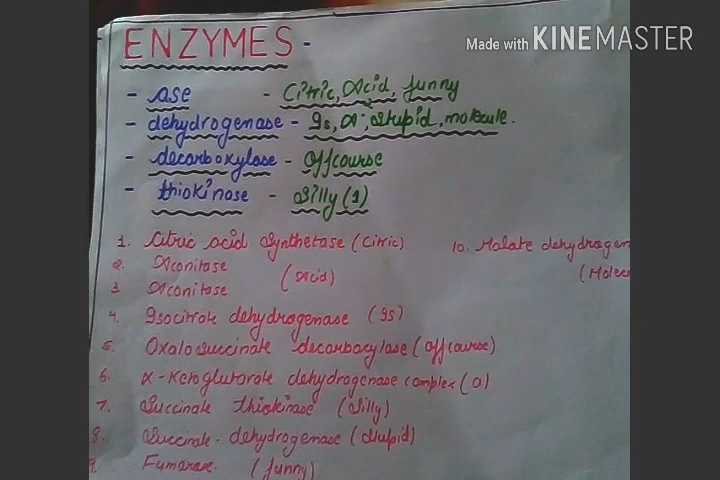 ENZYMES -
Made with KINEMASTER
- ase - Citric, Acid, funny
- dehydrogenase - Is, A, stupid, molecule.
- decarboxylase - offcourse
- thiokinase - silly (1)
1. Citric acid synthetase (Citric)
2. Aconitase
3 Aconitase (Acid)
4. Isocitrate dehydrogenase (Is)
5. Oxalosuccinate decarboxylase (offcourse)
6. α-Ketoglutarate dehydrogenase complex (a)
7. Succinate thiokinase (silly)
8. Succinate dehydrogenase (stupid)
9. Fumarase (funny)
10. Malate dehydrogen
(Molec